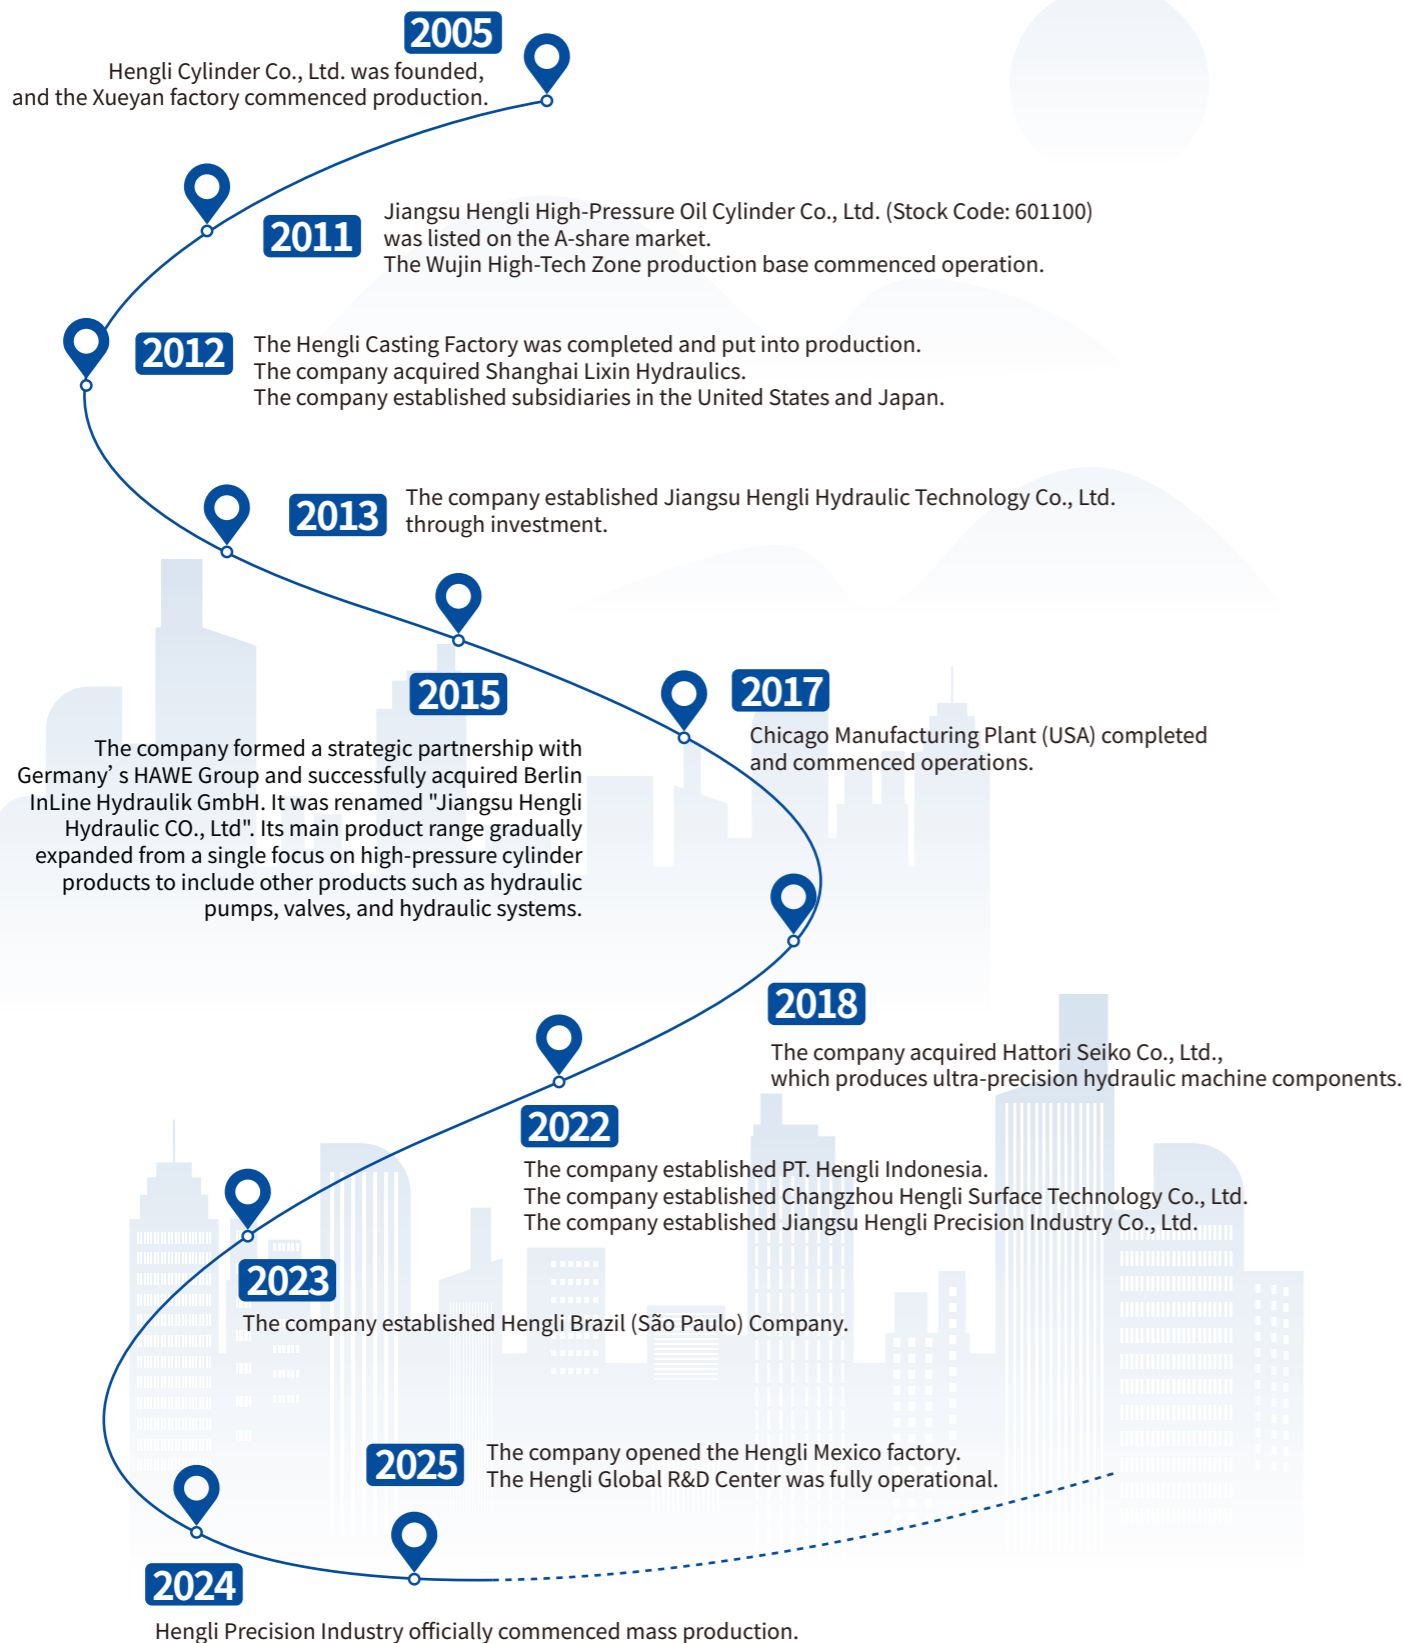 2005
Hengli Cylinder Co., Ltd. was founded,
and the Xueyan factory commenced production.
2011
Jiangsu Hengli High-Pressure Oil Cylinder Co., Ltd. (Stock Code: 601100)
was listed on the A-share market.
The Wujin High-Tech Zone production base commenced operation.
2012
The Hengli Casting Factory was completed and put into production.
The company acquired Shanghai Lixin Hydraulics.
The company established subsidiaries in the United States and Japan.
2013
The company established Jiangsu Hengli Hydraulic Technology Co., Ltd.
through investment.
2015
The company formed a strategic partnership with
Germany’s HAWE Group and successfully acquired Berlin
InLine Hydraulik GmbH. It was renamed "Jiangsu Hengli
Hydraulic CO., Ltd". Its main product range gradually
expanded from a single focus on high-pressure cylinder
products to include other products such as hydraulic
pumps, valves, and hydraulic systems.
2017
Chicago Manufacturing Plant (USA) completed
and commenced operations.
2018
The company acquired Hattori Seiko Co., Ltd.,
which produces ultra-precision hydraulic machine components.
2022
The company established PT. Hengli Indonesia.
The company established Changzhou Hengli Surface Technology Co., Ltd.
The company established Jiangsu Hengli Precision Industry Co., Ltd.
2023
The company established Hengli Brazil (São Paulo) Company.
2025
The company opened the Hengli Mexico factory.
The Hengli Global R&D Center was fully operational.
2024
Hengli Precision Industry officially commenced mass production.